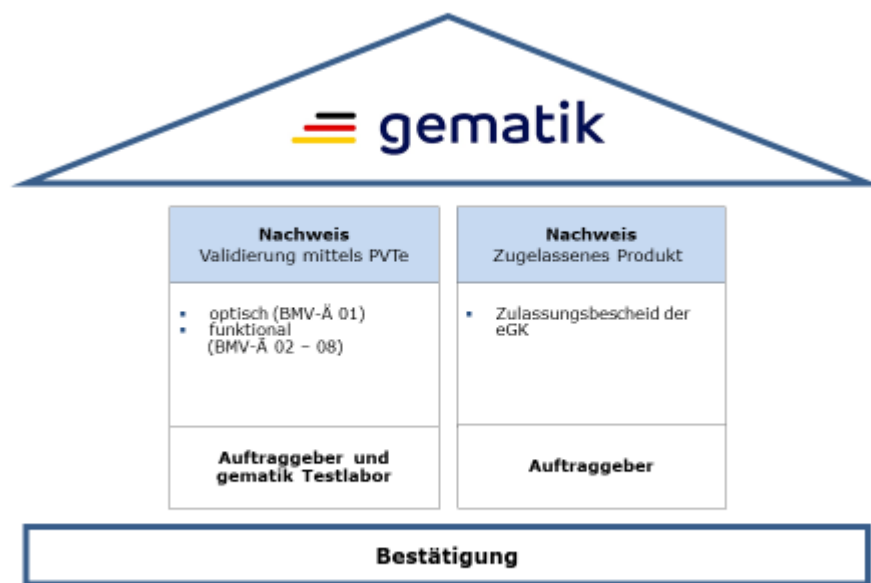 gematik
Nachweis
Validierung mittels PVTe
▪ optisch (BMV-Ä 01)
▪ funktional
(BMV-Ä 02 – 08)
Auftraggeber und
gematik Testlabor
Nachweis
Zugelassenes Produkt
▪ Zulassungsbescheid der
eGK
Auftraggeber
Bestätigung